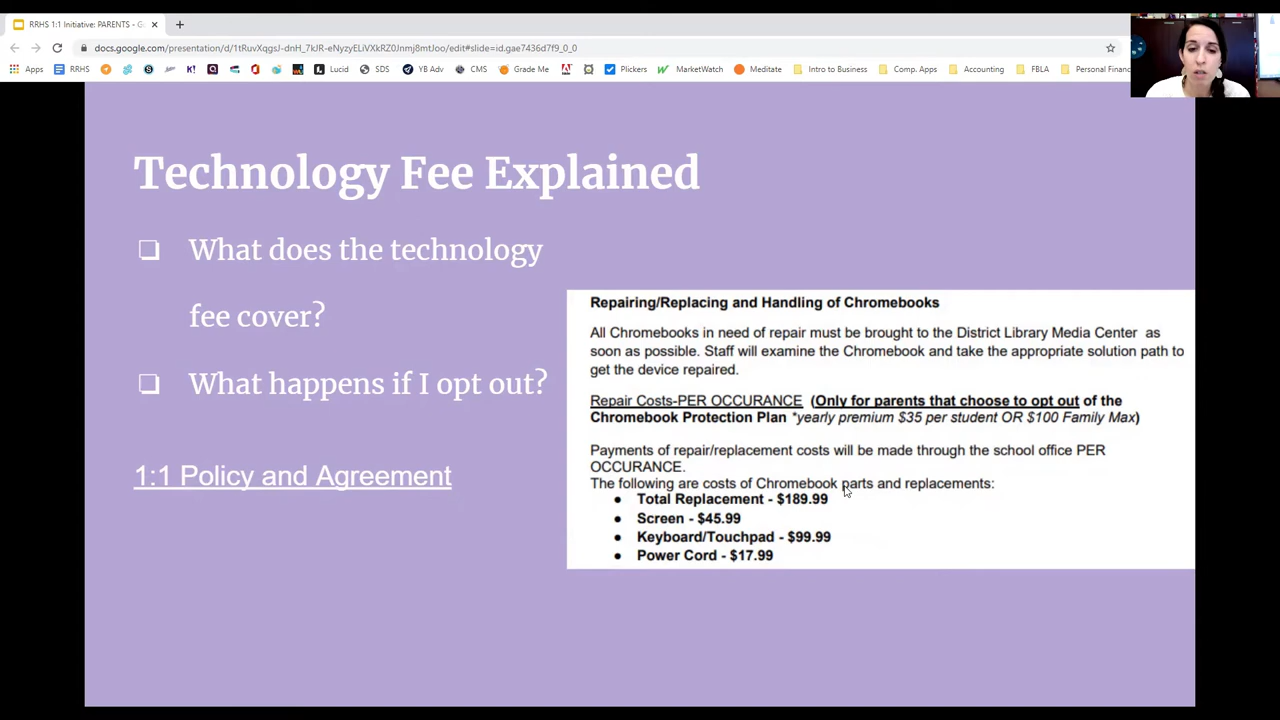 RRHS 1:1 Initiative: PARENTS - G
docs.google.com/presentation/d/1tRuvXqgsJ-dnH_7kJR-eNyzyELiVXkRZ0Jnmj8mtJoo/edit#slide=id.gae7436d7f9_0_0
Apps RRHS Lucid SDS YB Adv CMS Grade Me Plickers MarketWatch Meditate Intro to Business Comp. Apps Accounting FBLA Personal Financ
Technology Fee Explained
What does the technology
fee cover?
What happens if I opt out?
1:1 Policy and Agreement
Repairing/Replacing and Handling of Chromebooks
All Chromebooks in need of repair must be brought to the District Library Media Center as
soon as possible. Staff will examine the Chromebook and take the appropriate solution path to
get the device repaired.
Repair Costs-PER OCCURANCE (Only for parents that choose to opt out of the
Chromebook Protection Plan *yearly premium $35 per student OR $100 Family Max)
Payments of repair/replacement costs will be made through the school office PER
OCCURANCE.
The following are costs of Chromebook parts and replacements:
● Total Replacement - $189.99
● Screen - $45.99
● Keyboard/Touchpad - $99.99
● Power Cord - $17.99